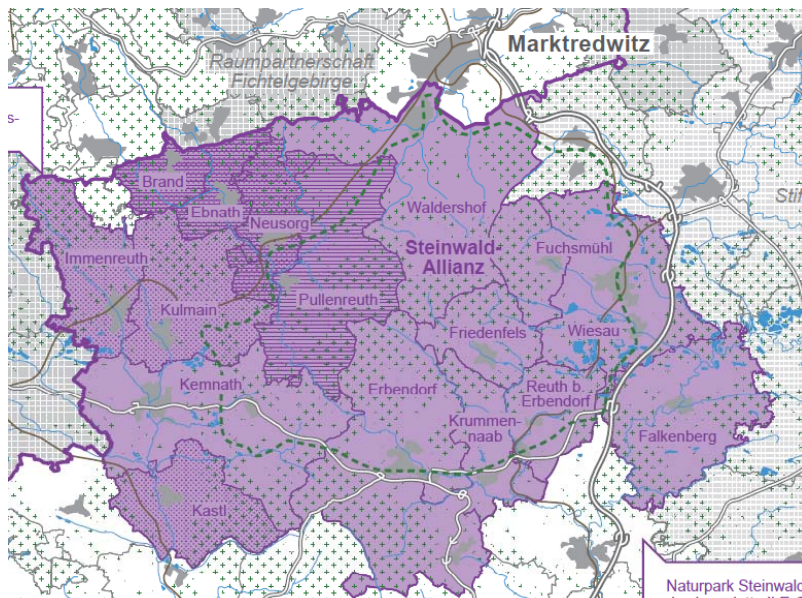 Marktredwitz
Raumpartnerschaft
Fichtelgebirge
s-
Brand
Ebnath
Neusorg
Waldershof
Stif
Immenreuth
Steinwald-
Allianz
Fuchsmühl
Pullenreuth
Kulmain
Friedenfels
Wiesau
Kemnath
Erbendorf
Reuth b.
Erbendorf
Krummen-
naab
Falkenberg
Kastl
Naturpark Steinwald